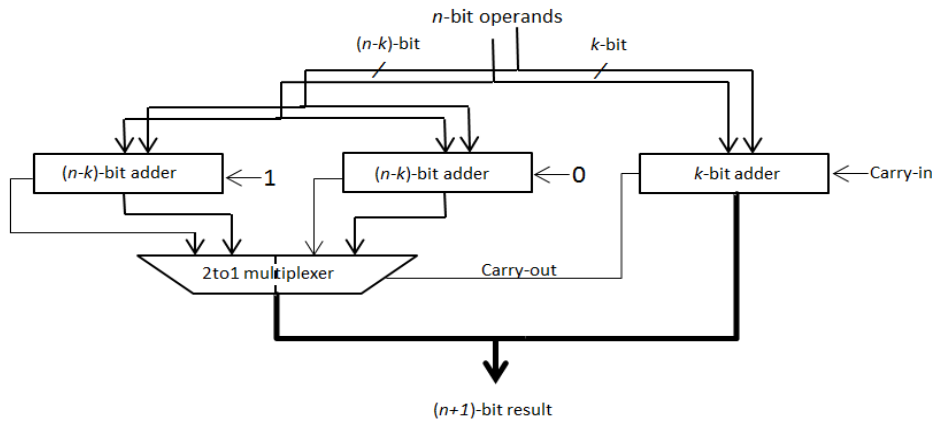 n-bit operands
(n-k)-bit
k-bit
(n-k)-bit adder
1
(n-k)-bit adder
0
k-bit adder
Carry-in
2to1 multiplexer
Carry-out
(n+1)-bit result